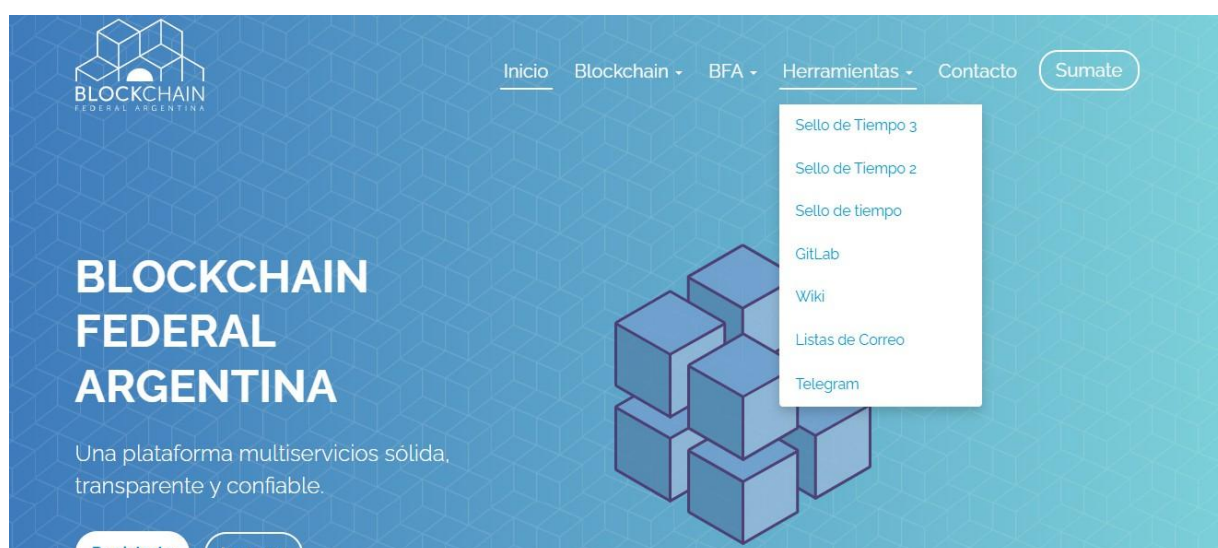 BLOCKCHAIN
FEDERAL ARGENTINA
Inicio Blockchain BFA Herramientas Contacto Sumate
Sello de Tiempo 3
Sello de Tiempo 2
Sello de tiempo
GitLab
Wiki
Listas de Correo
Telegram
BLOCKCHAIN
FEDERAL
ARGENTINA
Una plataforma multiservicios sólida,
transparente y confiable.